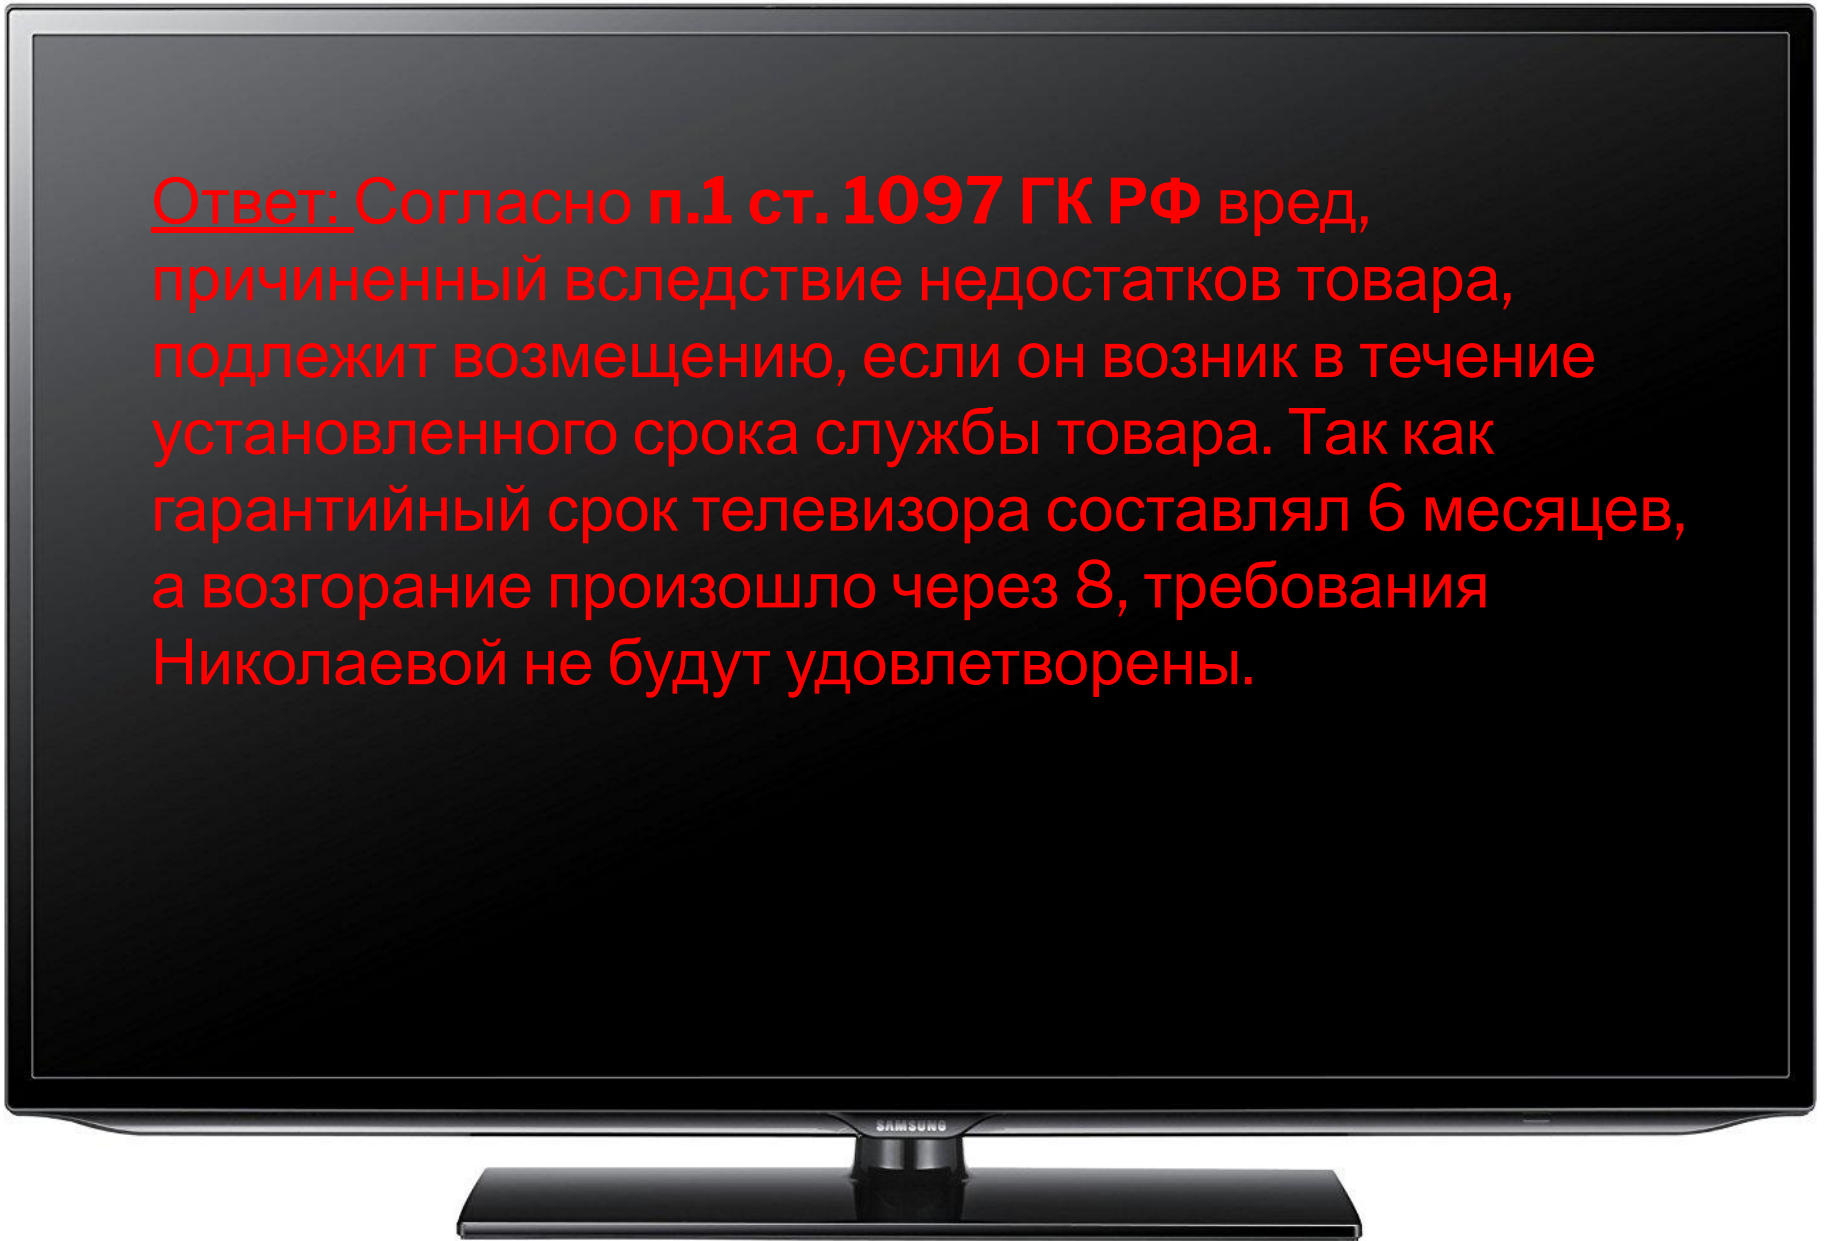 Ответ: Согласно п.1 ст. 1097 ГК РФ вред,
причиненный вследствие недостатков товара,
подлежит возмещению, если он возник в течение
установленного срока службы товара. Так как
гарантийный срок телевизора составлял 6 месяцев,
а возгорание произошло через 8, требования
Николаевой не будут удовлетворены.
SAMSUNG